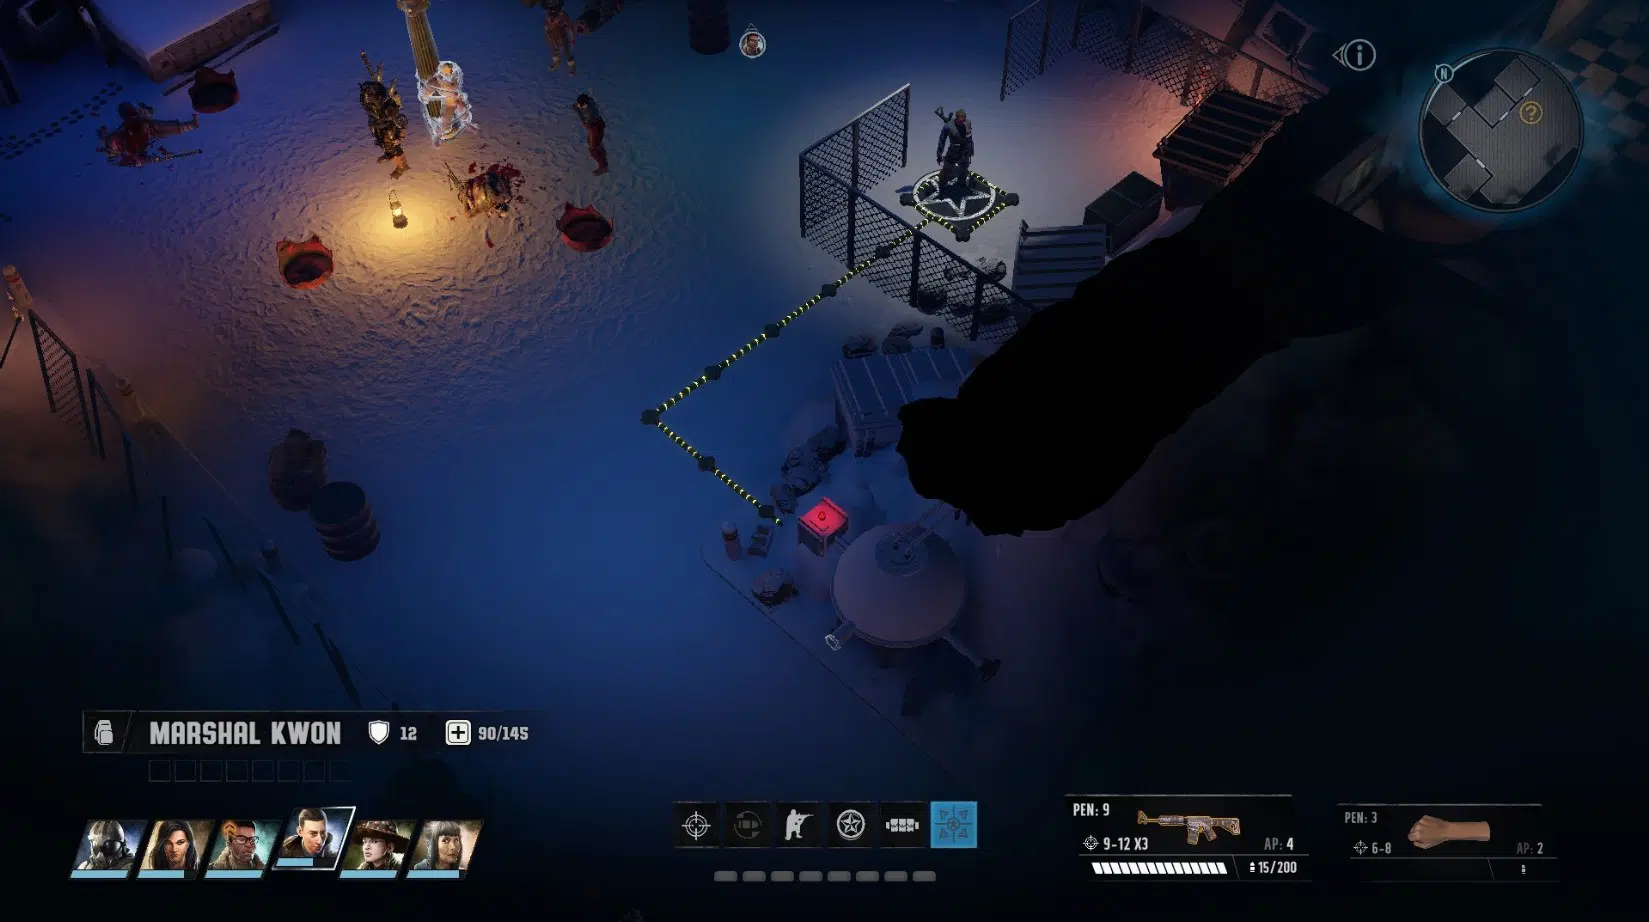 N
?
MARSHAL KWON
12
90/145
PEN: 9
9-12 X3
AP: 4
15/200
PEN: 3
6-8
AP: 2